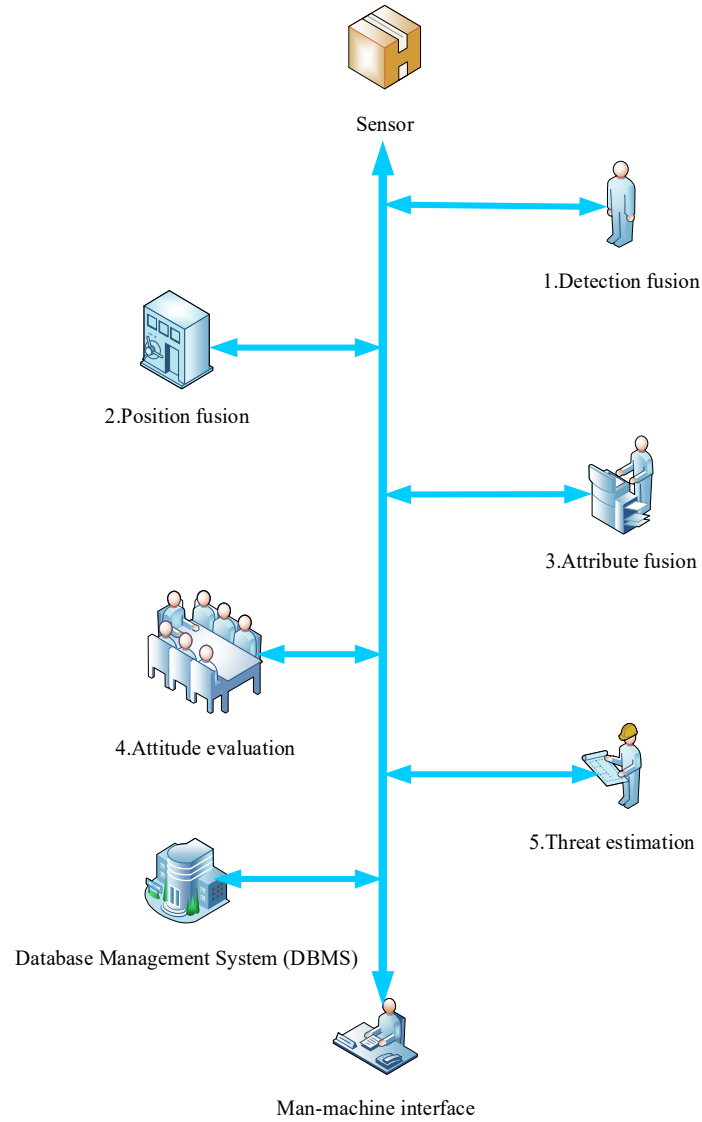 Sensor
1.Detection fusion
2.Position fusion
3.Attribute fusion
4.Attitude evaluation
5.Threat estimation
Database Management System (DBMS)
Man-machine interface